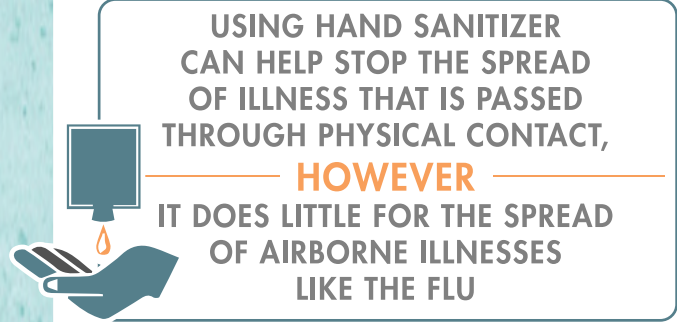 USING HAND SANITIZER
CAN HELP STOP THE SPREAD
OF ILLNESS THAT IS PASSED
THROUGH PHYSICAL CONTACT,
HOWEVER
IT DOES LITTLE FOR THE SPREAD
OF AIRBORNE ILLNESSES
LIKE THE FLU